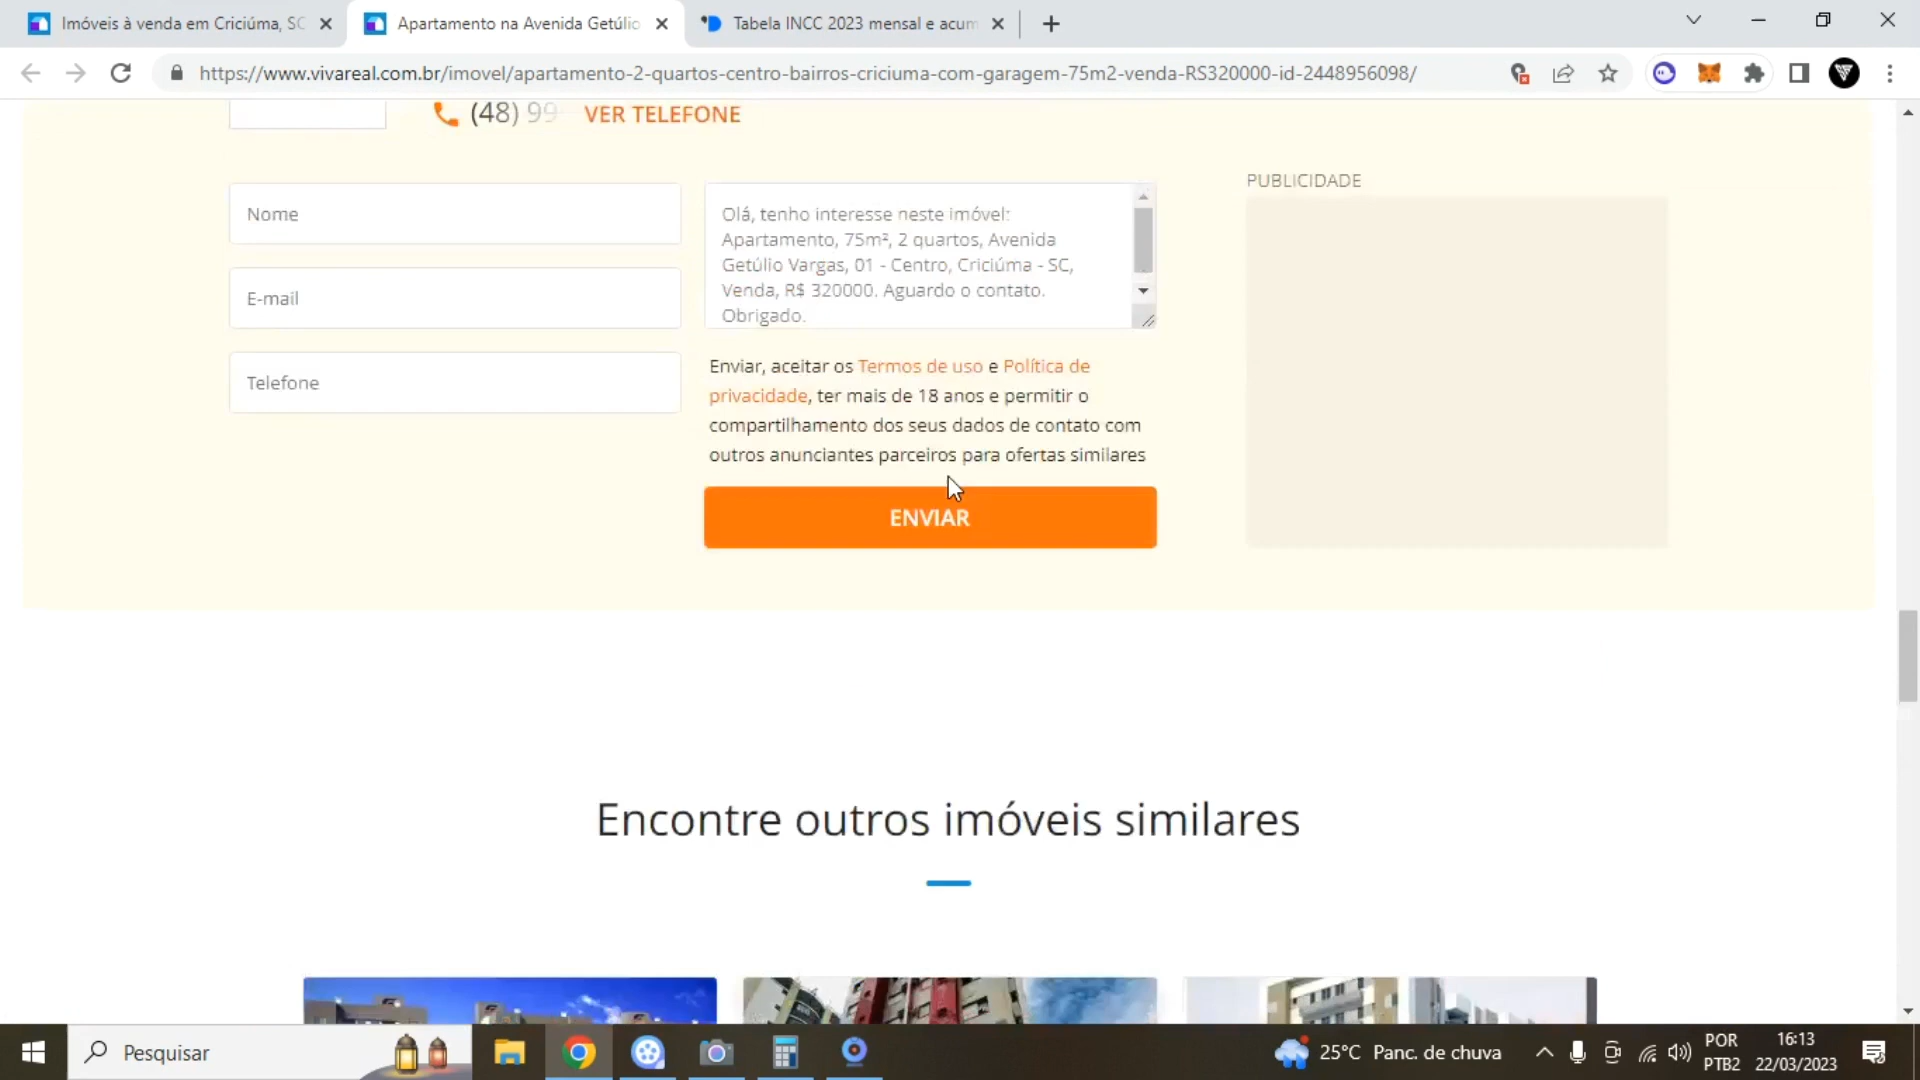 Imóveis à venda em Criciúma, SC
Apartamento na Avenida Getúlio
Tabela INCC 2023 mensal e acum
https://www.vivareal.com.br/imovel/apartamento-2-quartos-centro-bairros-criciuma-com-garagem-75m2-venda-RS320000-id-2448956098/
(48) 99 VER TELEFONE
PUBLICIDADE
Nome
E-mail
Telefone
Olá, tenho interesse neste imóvel:
Apartamento, 75m², 2 quartos, Avenida
Getúlio Vargas, 01 - Centro, Criciúma - SC,
Venda, R$ 320000. Aguardo o contato.
Obrigado.
Enviar, aceitar os Termos de uso e Política de
privacidade, ter mais de 18 anos e permitir o
compartilhamento dos seus dados de contato com
outros anunciantes parceiros para ofertas similares
ENVIAR
Encontre outros imóveis similares
Pesquisar
25°C Panc. de chuva
POR
PTB2
16:13
22/03/2023